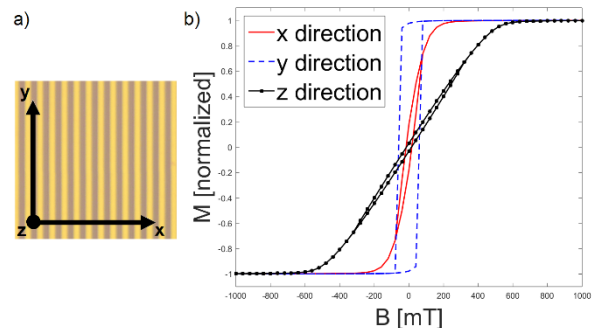 a)
y
z
x
b)
x direction
y direction
z direction
M [normalized]
1
0.8
0.6
0.4
0.2
0
-0.2
-0.4
-0.6
-0.8
-1
-1000 -800 -600 -400 -200 0 200 400 600 800 1000
B [mT]